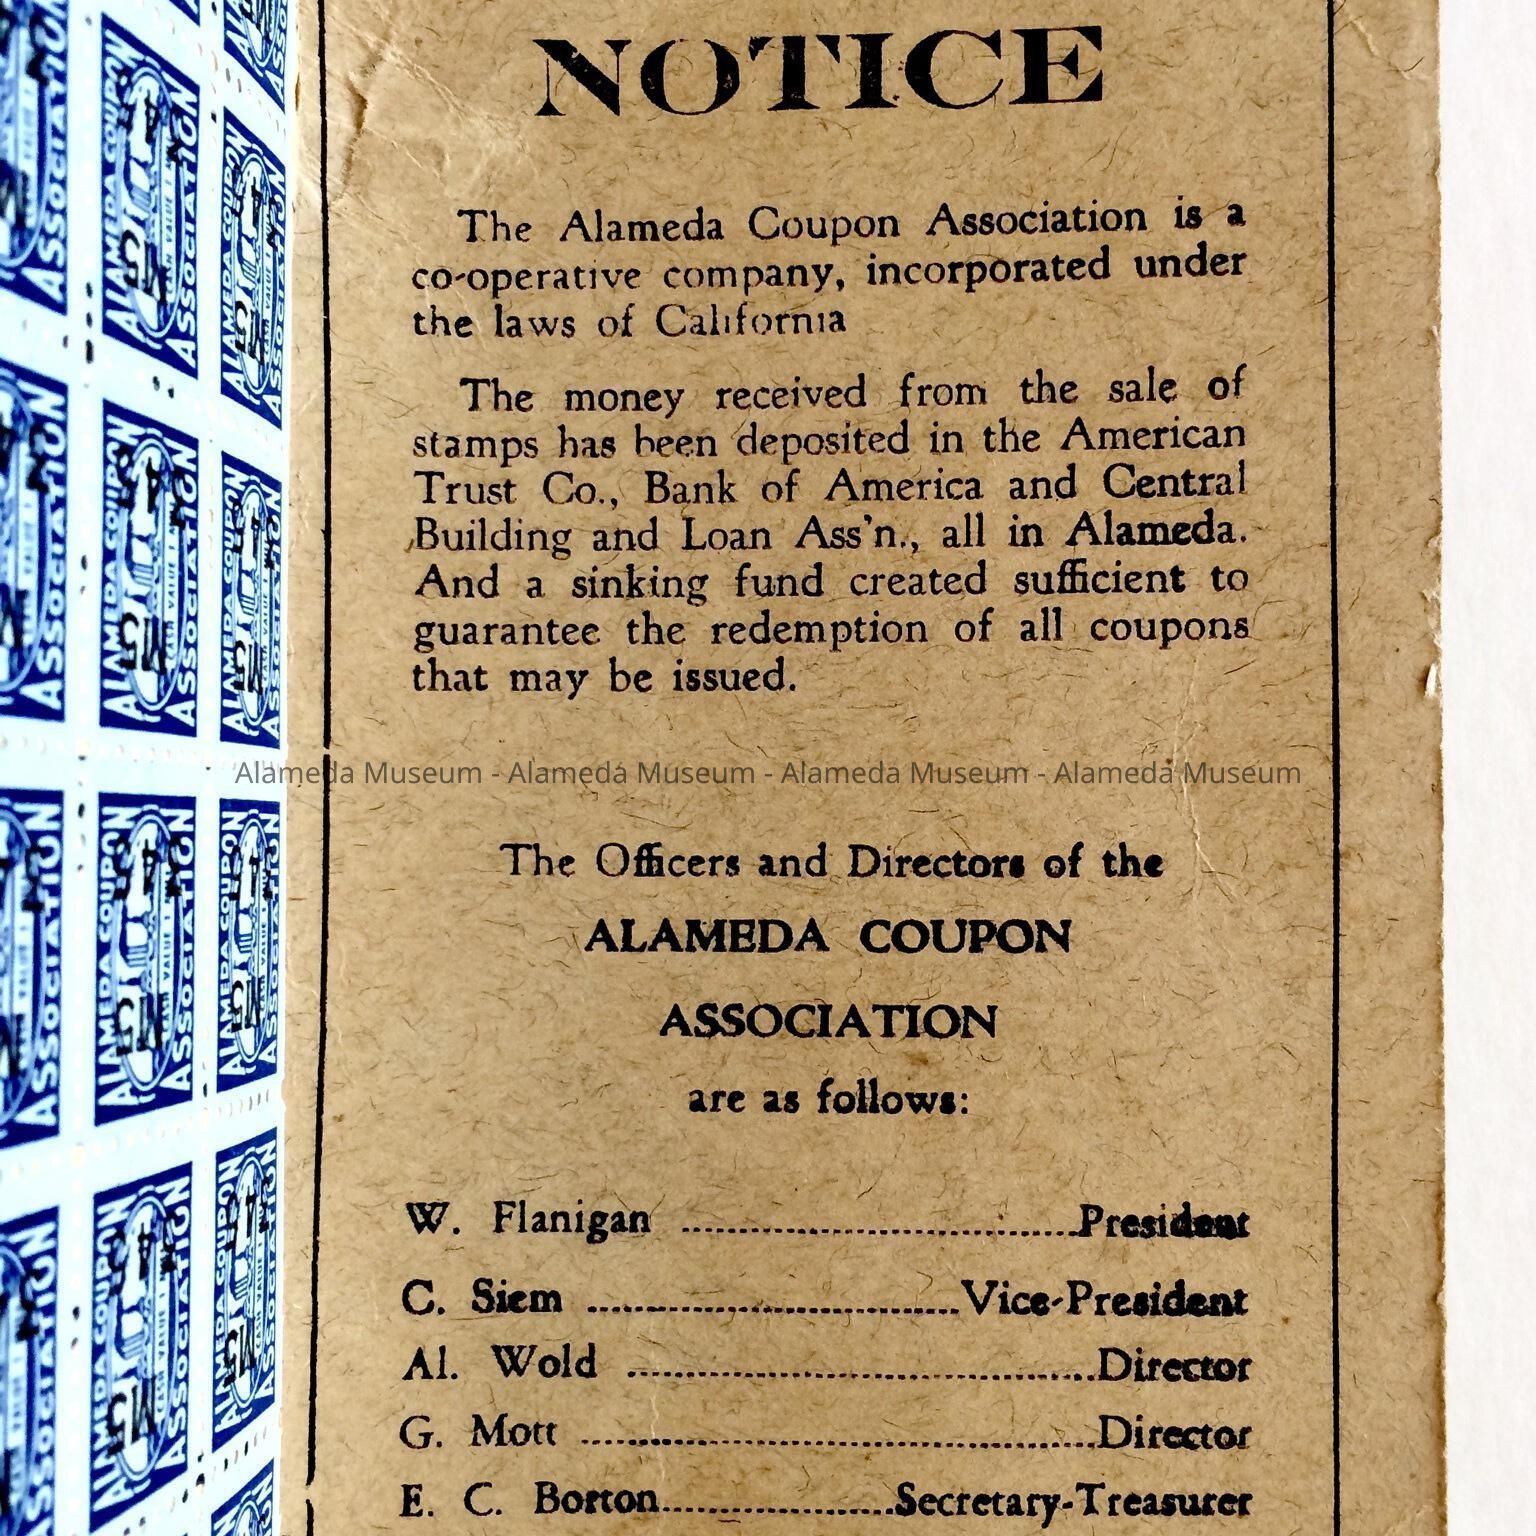 NOTICE
The Alameda Coupon Association is a
co-operative company, incorporated under
the laws of California
The money received from the sale of
stamps has been deposited in the American
Trust Co., Bank of America and Central
Building and Loan Ass'n., all in Alameda.
And a sinking fund created sufficient to
guarantee the redemption of all coupons
that may be issued.
Alameda Museum - Alameda Museum - Alameda Museum - Alameda Museum
The Officers and Directors of the
ALAMEDA COUPON
ASSOCIATION
are as follows:
W. Flanigan ........................................President
C. Siem .....................................Vice-President
Al. Wold ...............................................Director
G. Mott ....................................................Director
E. C. Borton.......................Secretary-Treasurer
ALAMEDA COUPON
ASSOCIATION